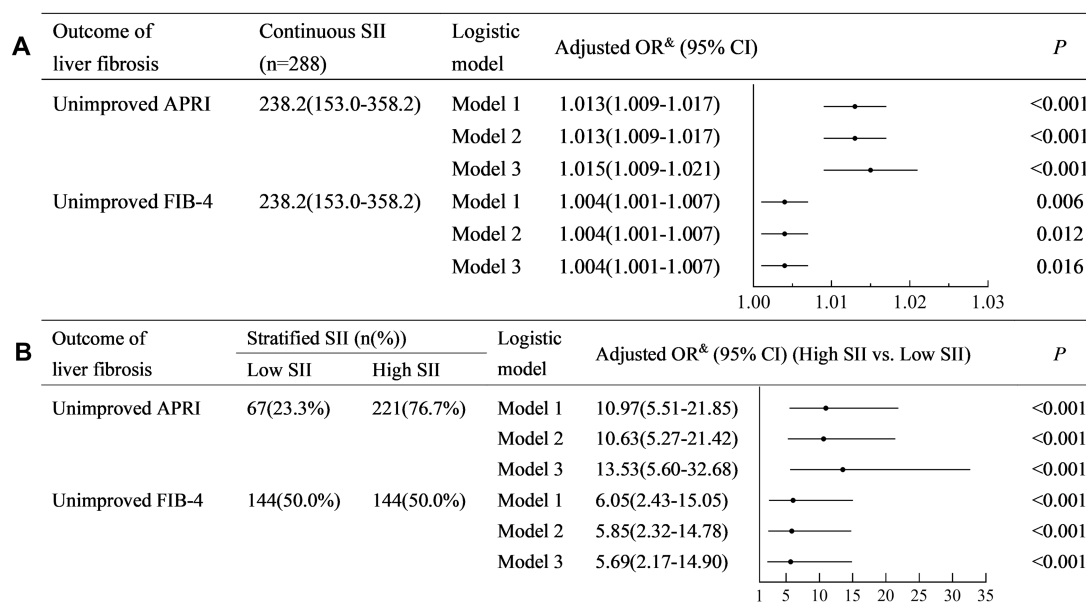 A
Outcome of liver fibrosis Continuous SII (n=288) Logistic model Adjusted OR& (95% CI) P
Unimproved APRI 238.2(153.0-358.2) Model 1 1.013(1.009-1.017) <0.001
Model 2 1.013(1.009-1.017) <0.001
Model 3 1.015(1.009-1.021) <0.001
Unimproved FIB-4 238.2(153.0-358.2) Model 1 1.004(1.001-1.007) 0.006
Model 2 1.004(1.001-1.007) 0.012
Model 3 1.004(1.001-1.007) 0.016
1.00 1.01 1.02 1.03
B
Outcome of liver fibrosis Stratified SII (n(%)) Low SII High SII Logistic model Adjusted OR& (95% CI) (High SII vs. Low SII) P
Unimproved APRI 67(23.3%) 221(76.7%) Model 1 10.97(5.51-21.85) <0.001
Model 2 10.63(5.27-21.42) <0.001
Model 3 13.53(5.60-32.68) <0.001
Unimproved FIB-4 144(50.0%) 144(50.0%) Model 1 6.05(2.43-15.05) <0.001
Model 2 5.85(2.32-14.78) <0.001
Model 3 5.69(2.17-14.90) <0.001
1 5 10 15 20 25 30 35